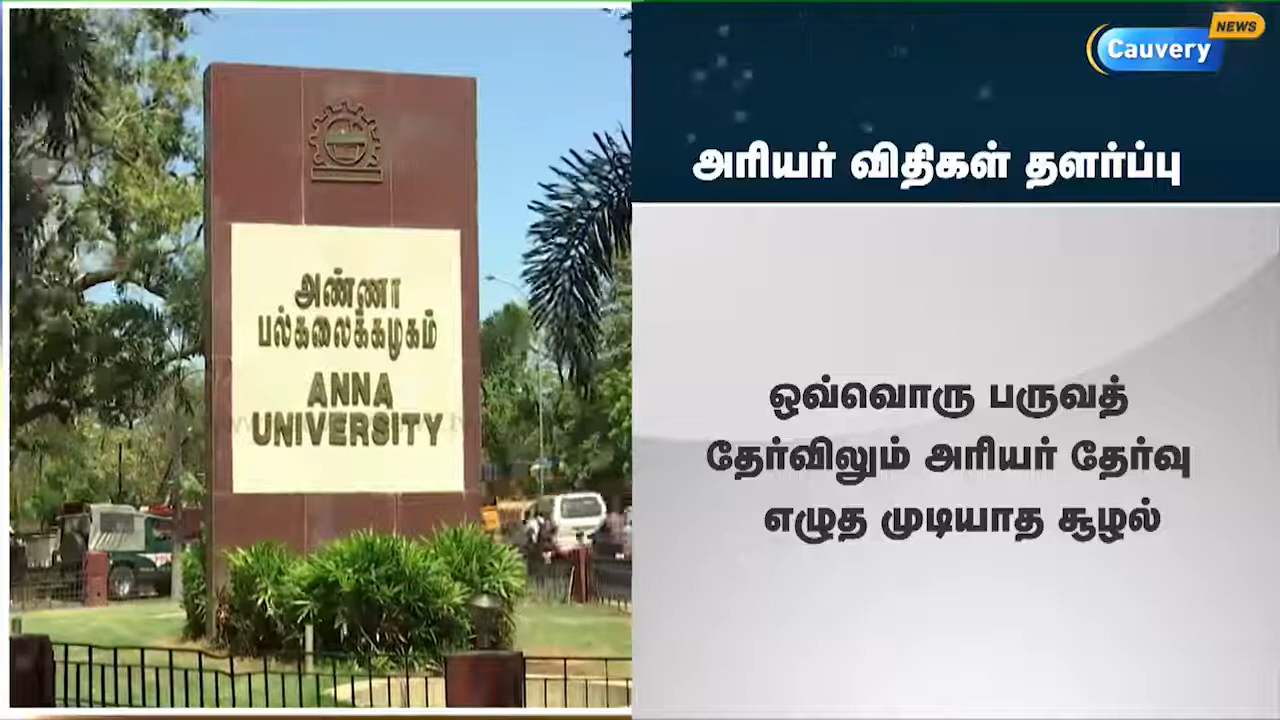 அண்ணா
பல்கலைக்கழகம்
ANNA
UNIVERSITY
NEWS
Cauvery
அரியர் விதிகள் தளர்ப்பு
ஒவ்வொரு பருவத்
தேர்விலும் அரியர் தேர்வு
எழுத முடியாத சூழல்